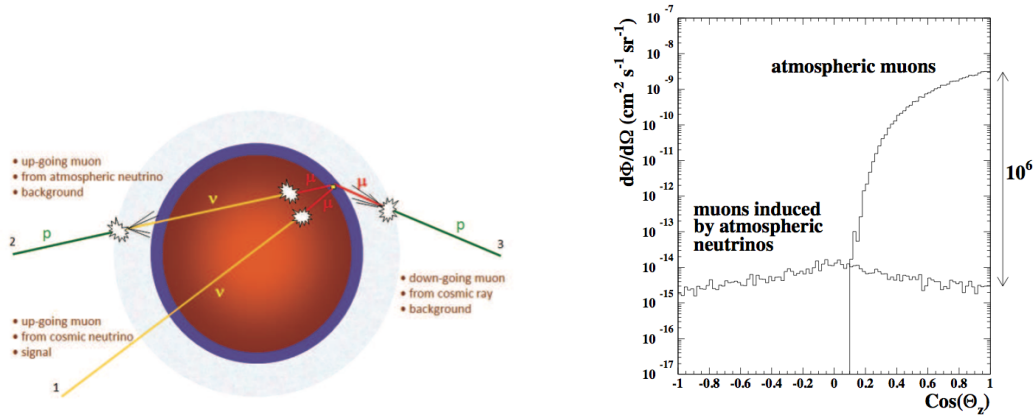 • up-going muon
• from atmospheric neutrino
• background
2
p
ν
μ
μ
μ
p
3
• down-going muon
• from cosmic ray
• background
ν
• up-going muon
• from cosmic neutrino
• signal
1
dΦ/dΩ (cm⁻² s⁻¹ sr⁻¹)
10⁻⁷
10⁻⁸
10⁻⁹
10⁻¹⁰
10⁻¹¹
10⁻¹²
10⁻¹³
10⁻¹⁴
10⁻¹⁵
10⁻¹⁶
10⁻¹⁷
atmospheric muons
muons induced
by atmospheric
neutrinos
10⁶
-1 -0.8 -0.6 -0.4 -0.2 0 0.2 0.4 0.6 0.8 1
Cos(Θz)